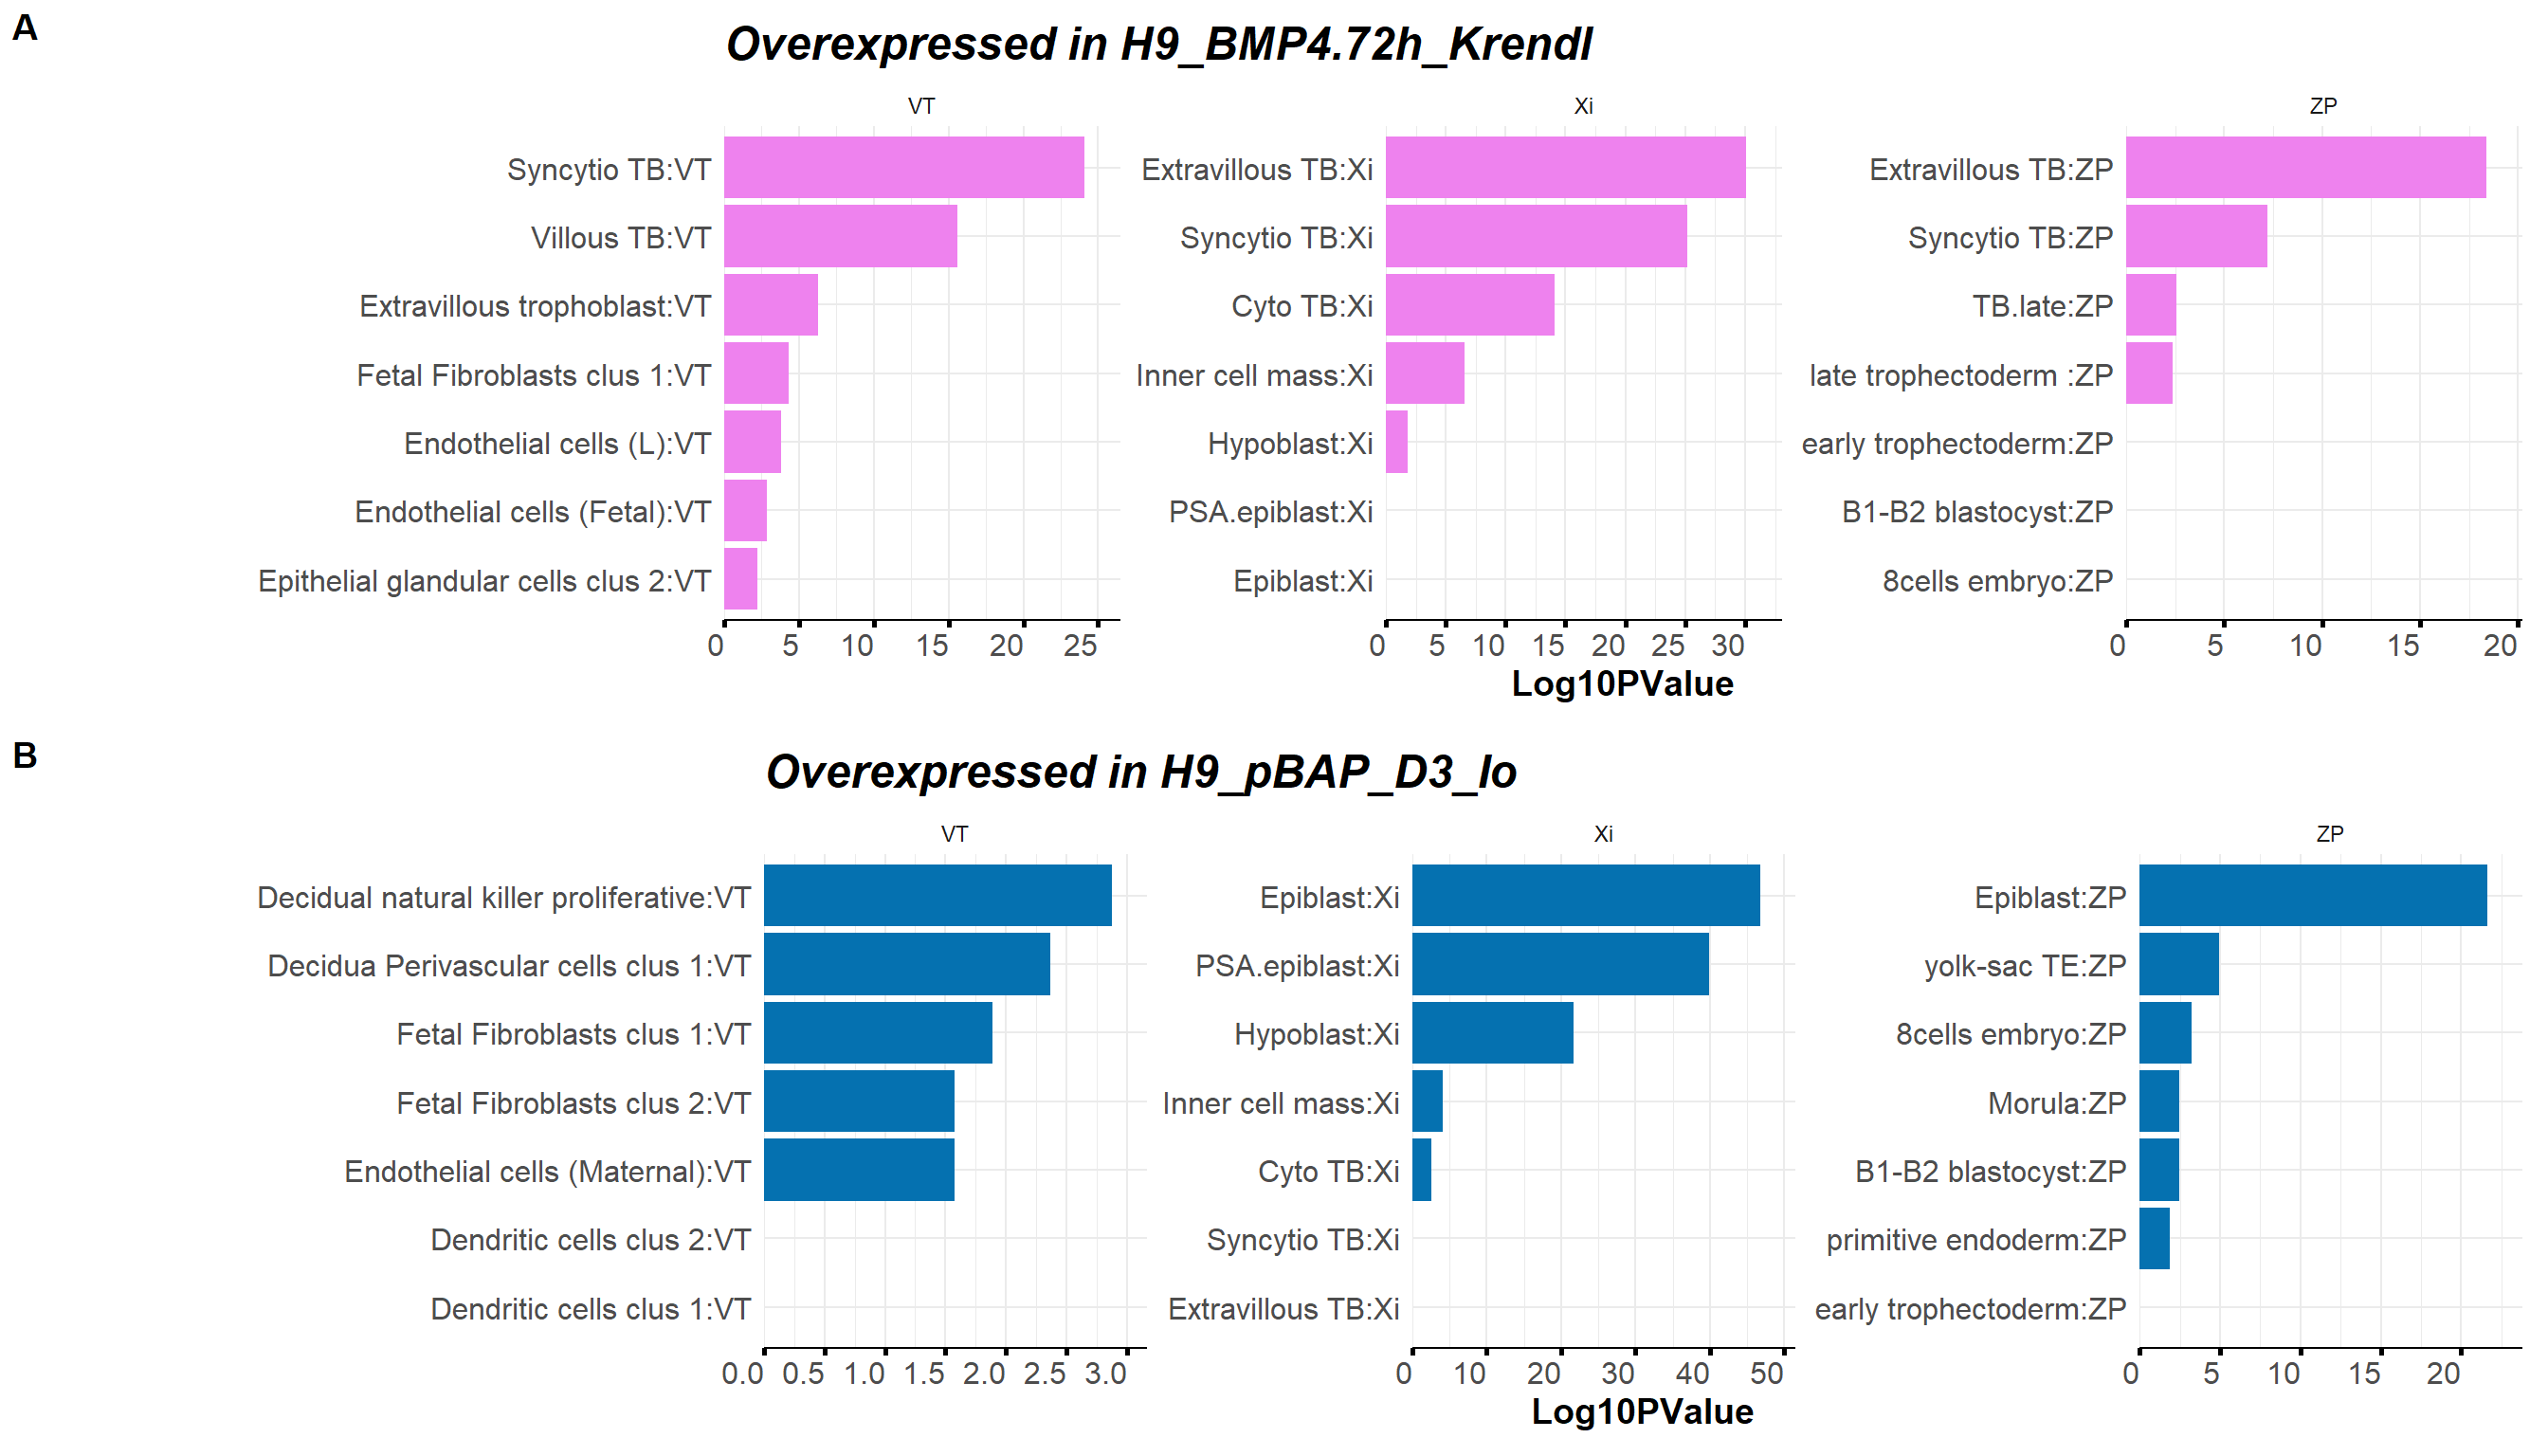 A
Overexpressed in H9_BMP4.72h_Krendl
VT
Syncytio TB:VT
Villous TB:VT
Extravillous trophoblast:VT
Fetal Fibroblasts clus 1:VT
Endothelial cells (L):VT
Endothelial cells (Fetal):VT
Epithelial glandular cells clus 2:VT
0 5 10 15 20 25
Xi
Extravillous TB:Xi
Syncytio TB:Xi
Cyto TB:Xi
Inner cell mass:Xi
Hypoblast:Xi
PSA.epiblast:Xi
Epiblast:Xi
0 5 10 15 20 25 30
ZP
Extravillous TB:ZP
Syncytio TB:ZP
TB.late:ZP
late trophectoderm :ZP
early trophectoderm:ZP
B1-B2 blastocyst:ZP
8cells embryo:ZP
0 5 10 15 20
Log10PValue
B
Overexpressed in H9_pBAP_D3_lo
VT
Decidual natural killer proliferative:VT
Decidua Perivascular cells clus 1:VT
Fetal Fibroblasts clus 1:VT
Fetal Fibroblasts clus 2:VT
Endothelial cells (Maternal):VT
Dendritic cells clus 2:VT
Dendritic cells clus 1:VT
0.0 0.5 1.0 1.5 2.0 2.5 3.0
Xi
Epiblast:Xi
PSA.epiblast:Xi
Hypoblast:Xi
Inner cell mass:Xi
Cyto TB:Xi
Syncytio TB:Xi
Extravillous TB:Xi
0 10 20 30 40 50
ZP
Epiblast:ZP
yolk-sac TE:ZP
8cells embryo:ZP
Morula:ZP
B1-B2 blastocyst:ZP
primitive endoderm:ZP
early trophectoderm:ZP
0 5 10 15 20
Log10PValue